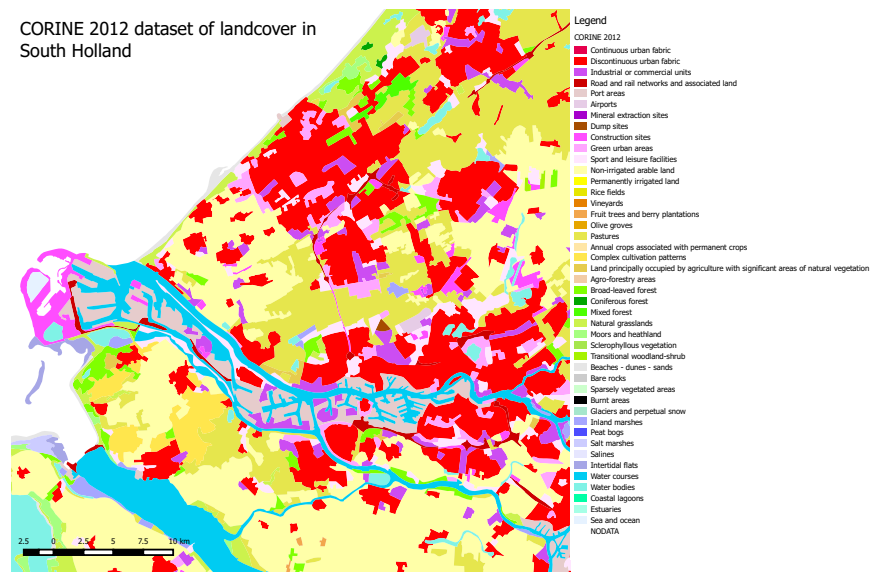 CORINE 2012 dataset of landcover in
South Holland
Legend
CORINE 2012
Continuous urban fabric
Discontinuous urban fabric
Industrial or commercial units
Road and rail networks and associated land
Port areas
Airports
Mineral extraction sites
Dump sites
Construction sites
Green urban areas
Sport and leisure facilities
Non-irrigated arable land
Permanently irrigated land
Rice fields
Vineyards
Fruit trees and berry plantations
Olive groves
Pastures
Annual crops associated with permanent crops
Complex cultivation patterns
Land principally occupied by agriculture with significant areas of natural vegetation
Agro-forestry areas
Broad-leaved forest
Coniferous forest
Mixed forest
Natural grasslands
Moors and heathland
Sclerophyllous vegetation
Transitional woodland-shrub
Beaches - dunes - sands
Bare rocks
Sparsely vegetated areas
Burnt areas
Glaciers and perpetual snow
Inland marshes
Peat bogs
Salt marshes
Salines
Intertidal flats
Water courses
Water bodies
Coastal lagoons
Estuaries
Sea and ocean
NODATA
2.5 0 2.5 5 7.5 10 km